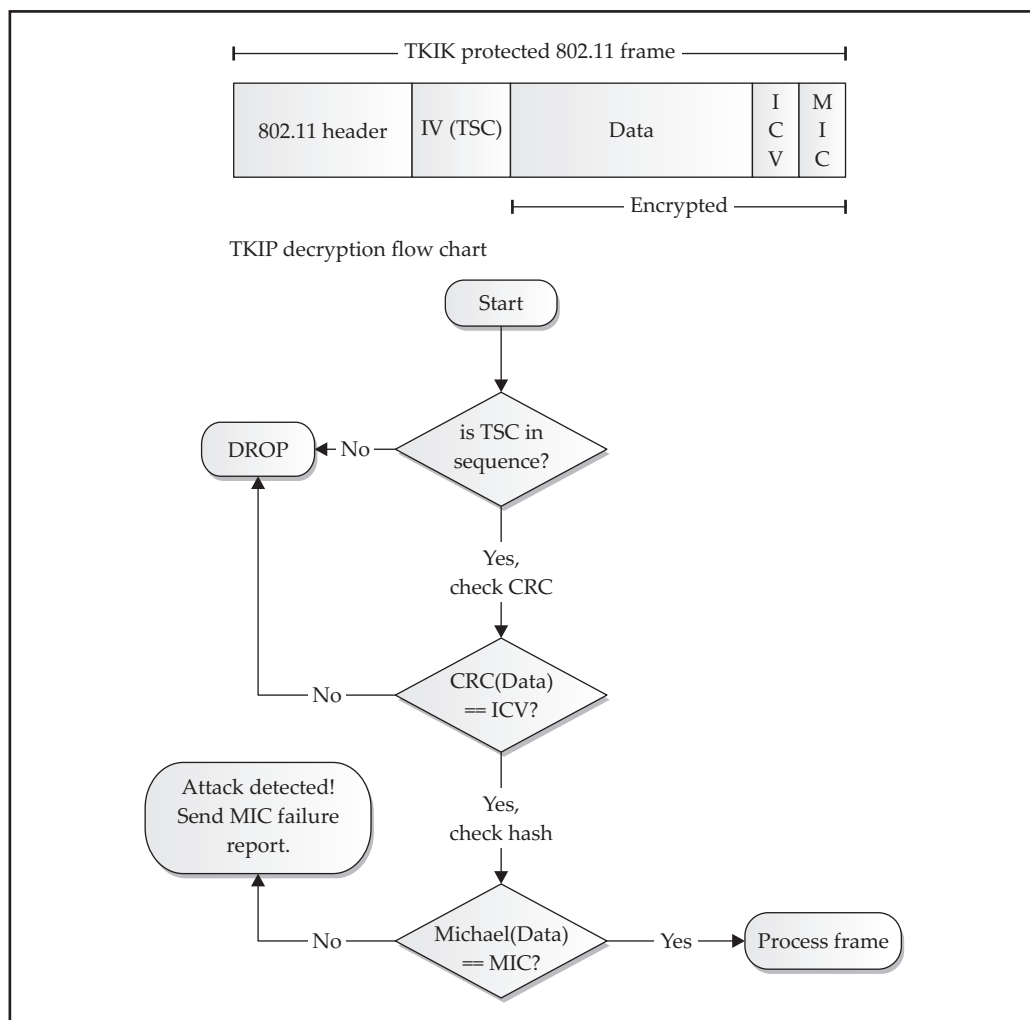 TKIK protected 802.11 frame
802.11 header
IV (TSC)
Data
I
C
V
M
I
C
Encrypted
TKIP decryption flow chart
Start
is TSC in
sequence?
No
DROP
Yes,
check CRC
CRC(Data)
== ICV?
No
Yes,
check hash
Attack detected!
Send MIC failure
report.
Michael(Data)
== MIC?
No
Yes
Process frame